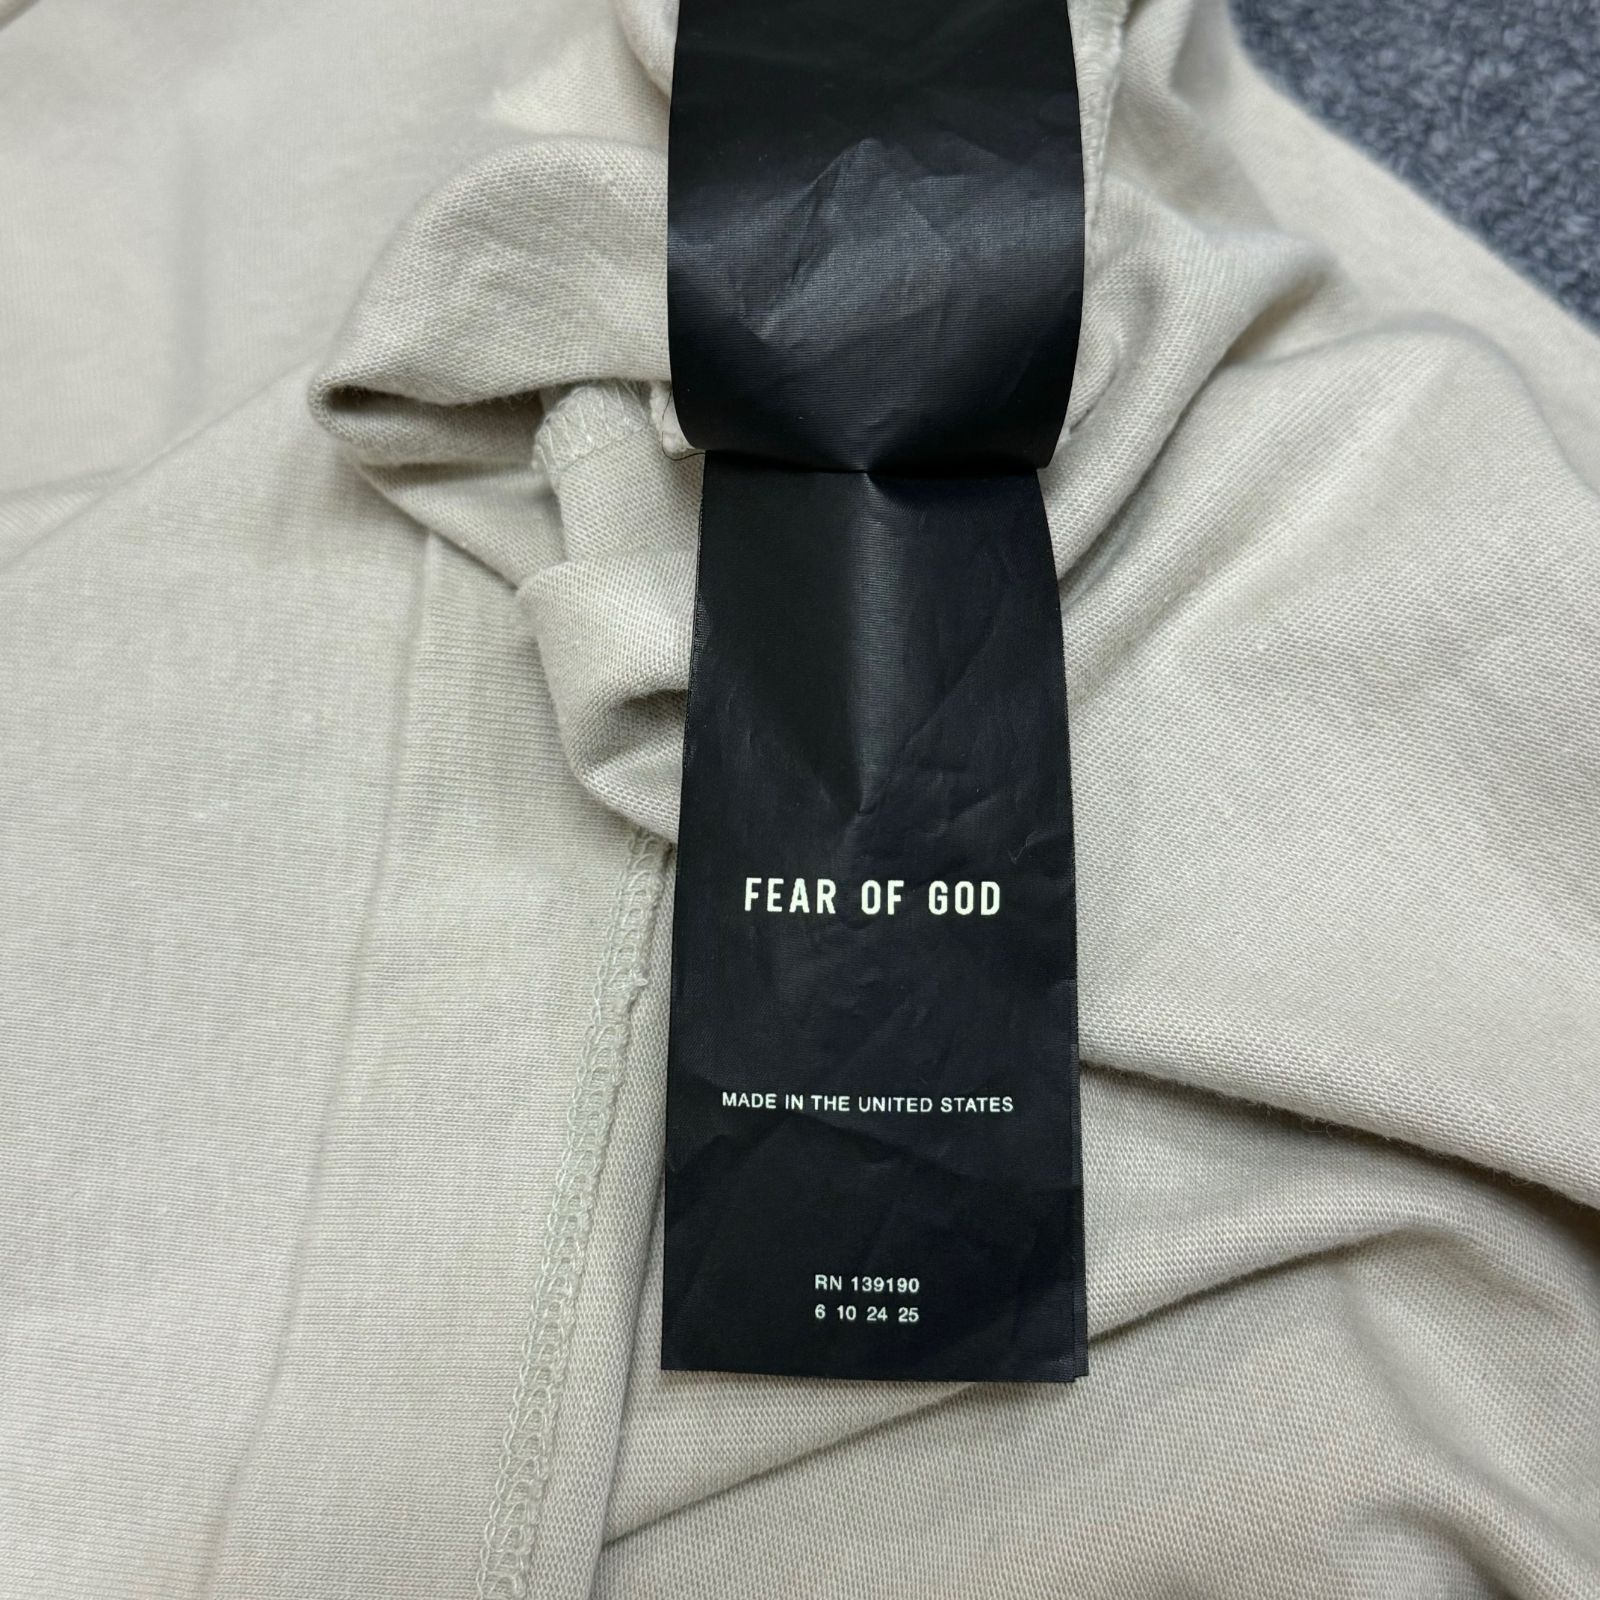 FEAR OF GOD
MADE IN THE UNITED STATES
RN 139190
6 10 24 25